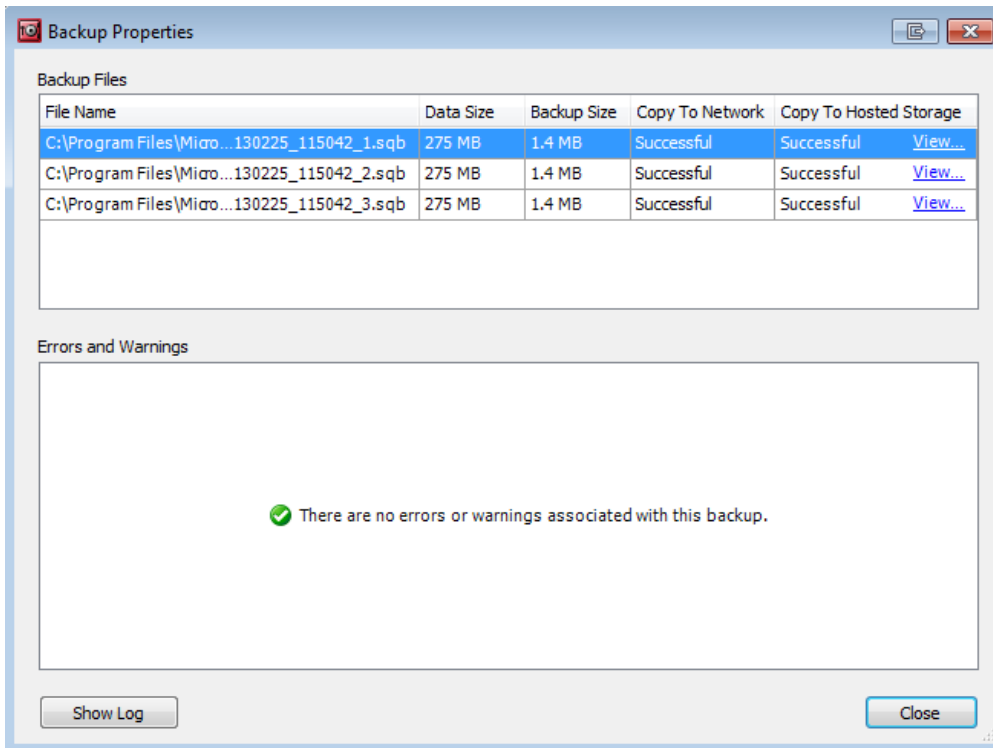 Backup Properties
Backup Files
File Name Data Size Backup Size Copy To Network Copy To Hosted Storage
C:\Program Files\Micro...130225_115042_1.sqb 275 MB 1.4 MB Successful Successful View...
C:\Program Files\Micro...130225_115042_2.sqb 275 MB 1.4 MB Successful Successful View...
C:\Program Files\Micro...130225_115042_3.sqb 275 MB 1.4 MB Successful Successful View...
Errors and Warnings
There are no errors or warnings associated with this backup.
Show Log Close